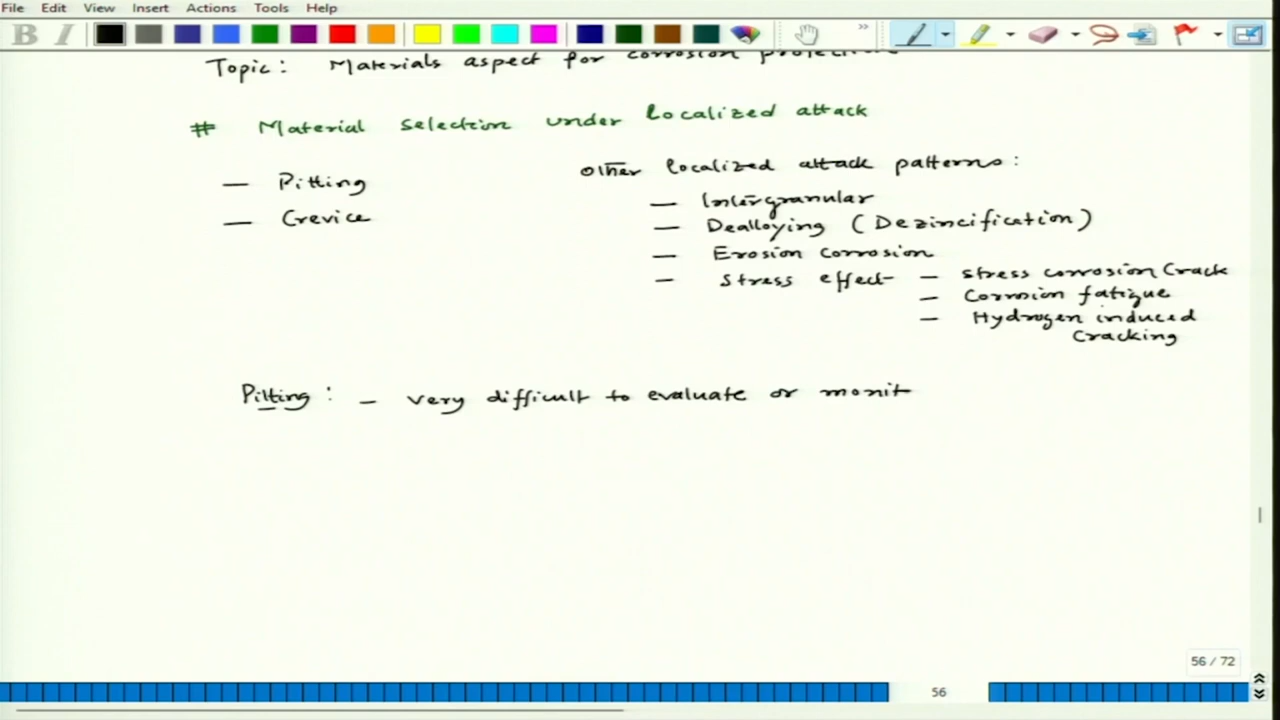 File Edit View Insert Actions Tools Help
B I
Topic: Materials aspect for corrosion protection
# Material selection under localized attack
— Pitting
— Crevice
Other localized attack patterns:
— Intergranular
— Dealloying (Dezincification)
— Erosion corrosion
— Stress effect — Stress corrosion Crack
— Corrosion fatigue
— Hydrogen induced
Cracking
Pitting: — very difficult to evaluate or monit
56 / 72
56